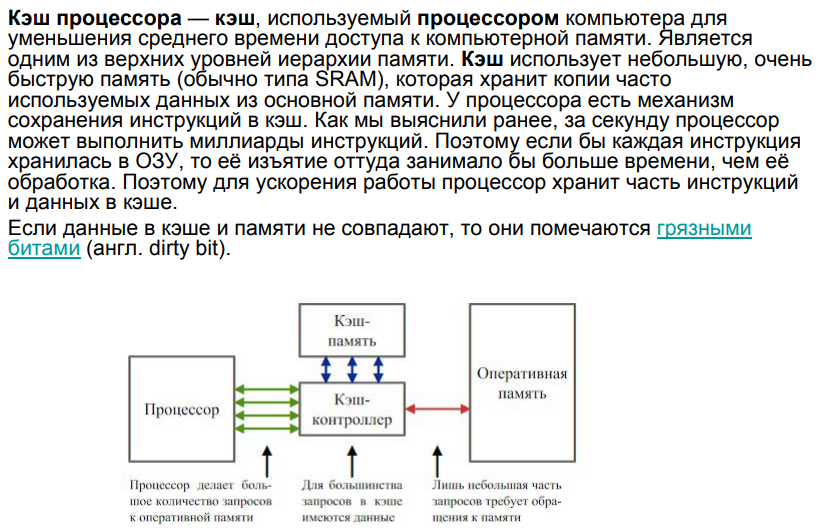 Кэш процессора — кэш, используемый процессором компьютера для
уменьшения среднего времени доступа к компьютерной памяти. Является
одним из верхних уровней иерархии памяти. Кэш использует небольшую, очень
быструю память (обычно типа SRAM), которая хранит копии часто
используемых данных из основной памяти. У процессора есть механизм
сохранения инструкций в кэш. Как мы выяснили ранее, за секунду процессор
может выполнить миллиарды инструкций. Поэтому если бы каждая инструкция
хранилась в ОЗУ, то её изъятие оттуда занимало бы больше времени, чем её
обработка. Поэтому для ускорения работы процессор хранит часть инструкций
и данных в кэше.
Если данные в кэше и памяти не совпадают, то они помечаются грязными
битами (англ. dirty bit).
Кэш-
память
Процессор
Кэш-
контроллер
Оперативная
память
Процессор делает боль-
шое количество запросов
к оперативной памяти
Для большинства
запросов в кэше
имеются данные
Лишь небольшая часть
запросов требует обра-
щения к памяти